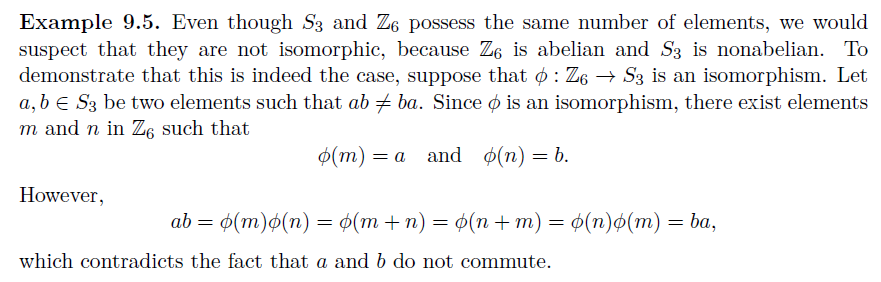 Example 9.5. Even though S₃ and ℤ₆ possess the same number of elements, we would
suspect that they are not isomorphic, because ℤ₆ is abelian and S₃ is nonabelian. To
demonstrate that this is indeed the case, suppose that ϕ : ℤ₆ → S₃ is an isomorphism. Let
a, b ∈ S₃ be two elements such that ab ≠ ba. Since ϕ is an isomorphism, there exist elements
m and n in ℤ₆ such that
ϕ(m) = a and ϕ(n) = b.
However,
ab = ϕ(m)ϕ(n) = ϕ(m + n) = ϕ(n + m) = ϕ(n)ϕ(m) = ba,
which contradicts the fact that a and b do not commute.